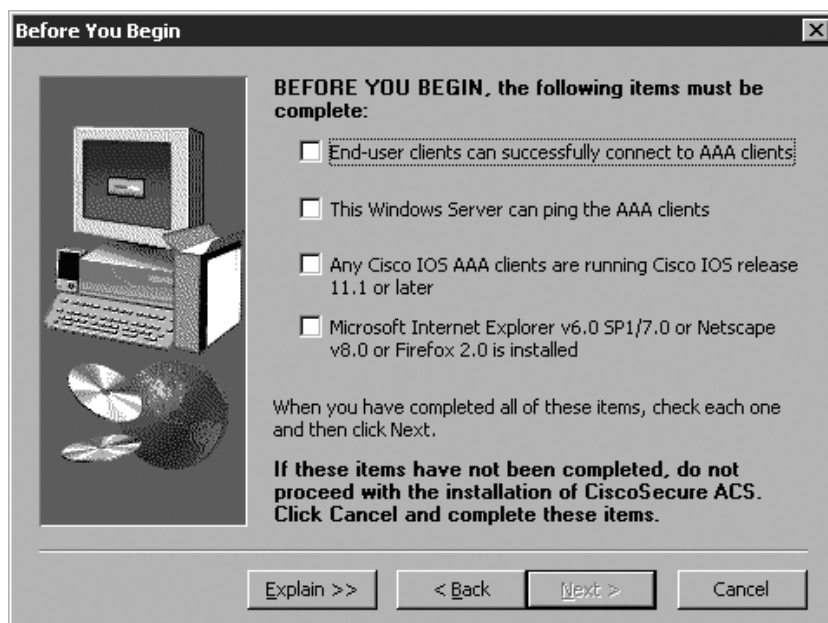 Before You Begin
BEFORE YOU BEGIN, the following items must be
complete:
End-user clients can successfully connect to AAA clients
This Windows Server can ping the AAA clients
Any Cisco IOS AAA clients are running Cisco IOS release
11.1 or later
Microsoft Internet Explorer v6.0 SP1/7.0 or Netscape
v8.0 or Firefox 2.0 is installed
When you have completed all of these items, check each one
and then click Next.
If these items have not been completed, do not
proceed with the installation of CiscoSecure ACS.
Click Cancel and complete these items.
Explain >>
< Back
Next >
Cancel